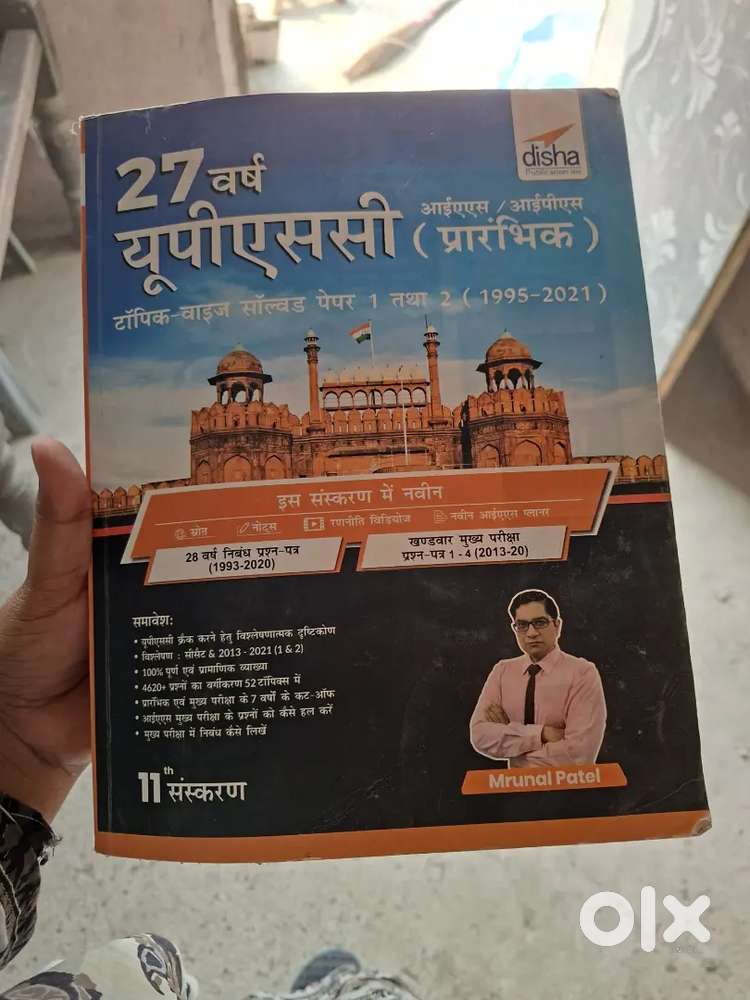 disha
Publication Inc
27 वर्ष
आईएएस / आईपीएस
यूपीएससी ( प्रारंभिक )
टॉपिक-वाइज सॉल्वड पेपर 1 तथा 2 ( 1995-2021 )
इस संस्करण में नवीन
स्रोत नोट्स रणनीति विडियोज नवीन आईएएस प्लानर
28 वर्ष निबंध प्रश्न-पत्र
(1993-2020)
खण्डवार मुख्य परीक्षा
प्रश्न-पत्र 1 - 4 (2013-20)
समावेश:
• यूपीएससी क्रैक करने हेतु विश्लेषणात्मक दृष्टिकोण
• विश्लेषण : सीसैट & 2013 - 2021 (1 & 2)
• 100% पूर्ण एवं प्रामाणिक व्याख्या
• 4620+ प्रश्नों का वर्गीकरण 52 टॉपिक्स में
• प्रारंभिक एवं मुख्य परीक्षा के 7 वर्षों के कट-ऑफ
• आईएएस मुख्य परीक्षा के प्रश्नों को कैसे हल करें
• मुख्य परीक्षा में निबंध कैसे लिखें
Mrunal Patel
11th संस्करण
olx